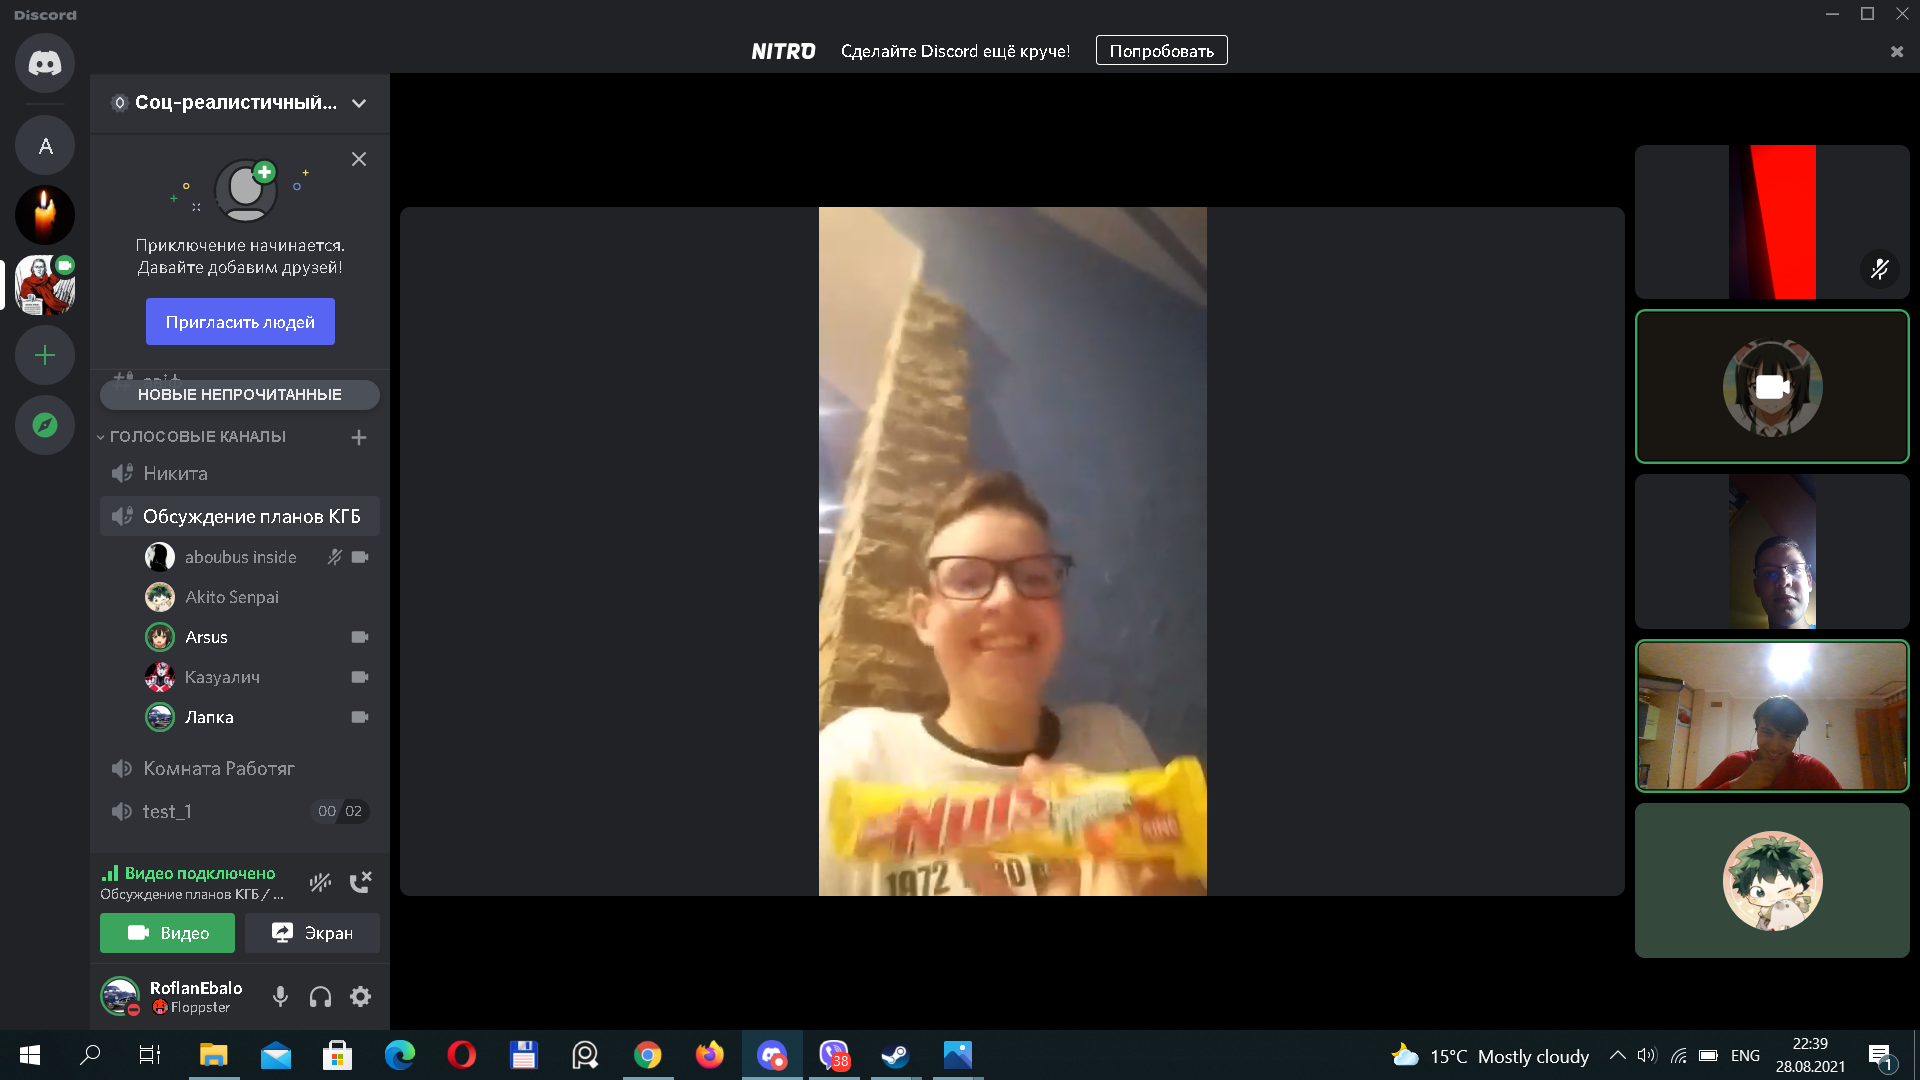 Discord
NITRO Сделайте Discord ещё круче! Попробовать
Соц-реалистичный...
A
Приключение начинается.
Давайте добавим друзей!
Пригласить людей
НОВЫЕ НЕПРОЧИТАННЫЕ
ГОЛОСОВЫЕ КАНАЛЫ
Никита
Обсуждение планов КГБ
aboubus inside
Akito Senpai
Arsus
Казуалич
Лапка
Комната Работяг
test_1 00 02
Видео подключено
Обсуждение планов КГБ / ...
Видео Экран
RoflanEbalo
Floppster
NUTS
KING
1972
38
15°C Mostly cloudy
ENG
22:39
28.08.2021
1